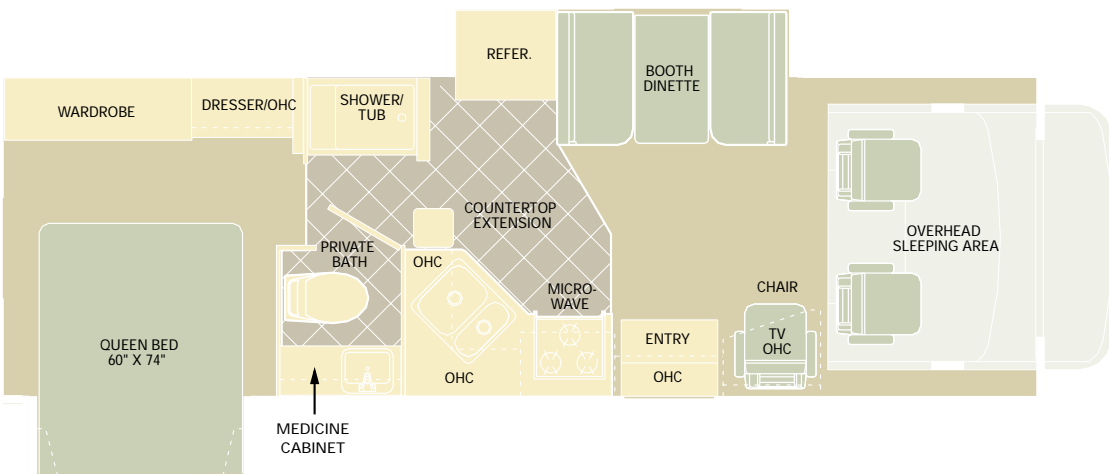 REFER.
BOOTH
DINETTE
WARDROBE
DRESSER/OHC
SHOWER/
TUB
COUNTERTOP
EXTENSION
OVERHEAD
SLEEPING AREA
PRIVATE
BATH
OHC
MICRO-
WAVE
CHAIR
QUEEN BED
60" X 74"
ENTRY
TV
OHC
OHC
OHC
MEDICINE
CABINET